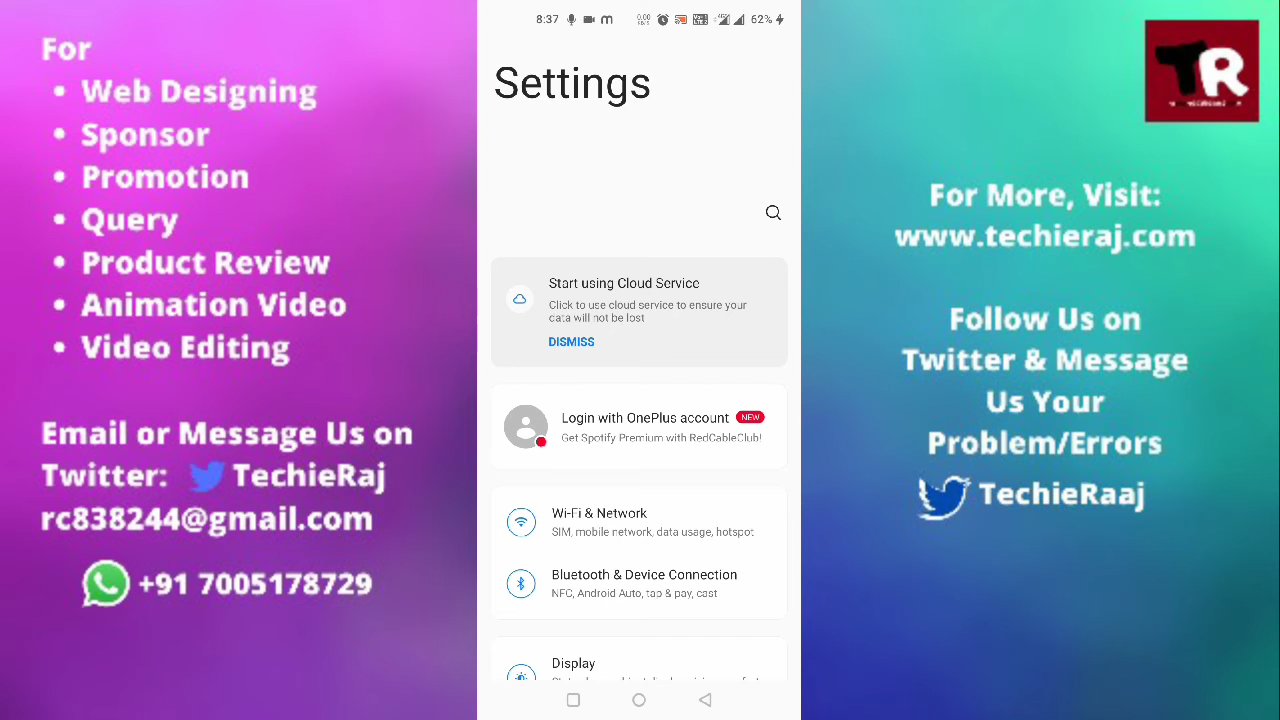 For
• Web Designing
• Sponsor
• Promotion
• Query
• Product Review
• Animation Video
• Video Editing
Email or Message Us on
Twitter: TechieRaj
rc838244@gmail.com
+91 7005178729
8:37
0.00
62%
Settings
Start using Cloud Service
Click to use cloud service to ensure your
data will not be lost
DISMISS
Login with OnePlus account NEW
Get Spotify Premium with RedCableClub!
Wi-Fi & Network
SIM, mobile network, data usage, hotspot
Bluetooth & Device Connection
NFC, Android Auto, tap & pay, cast
Display
TR
For More, Visit:
www.techieraj.com
Follow Us on
Twitter & Message
Us Your
Problem/Errors
TechieRaaj